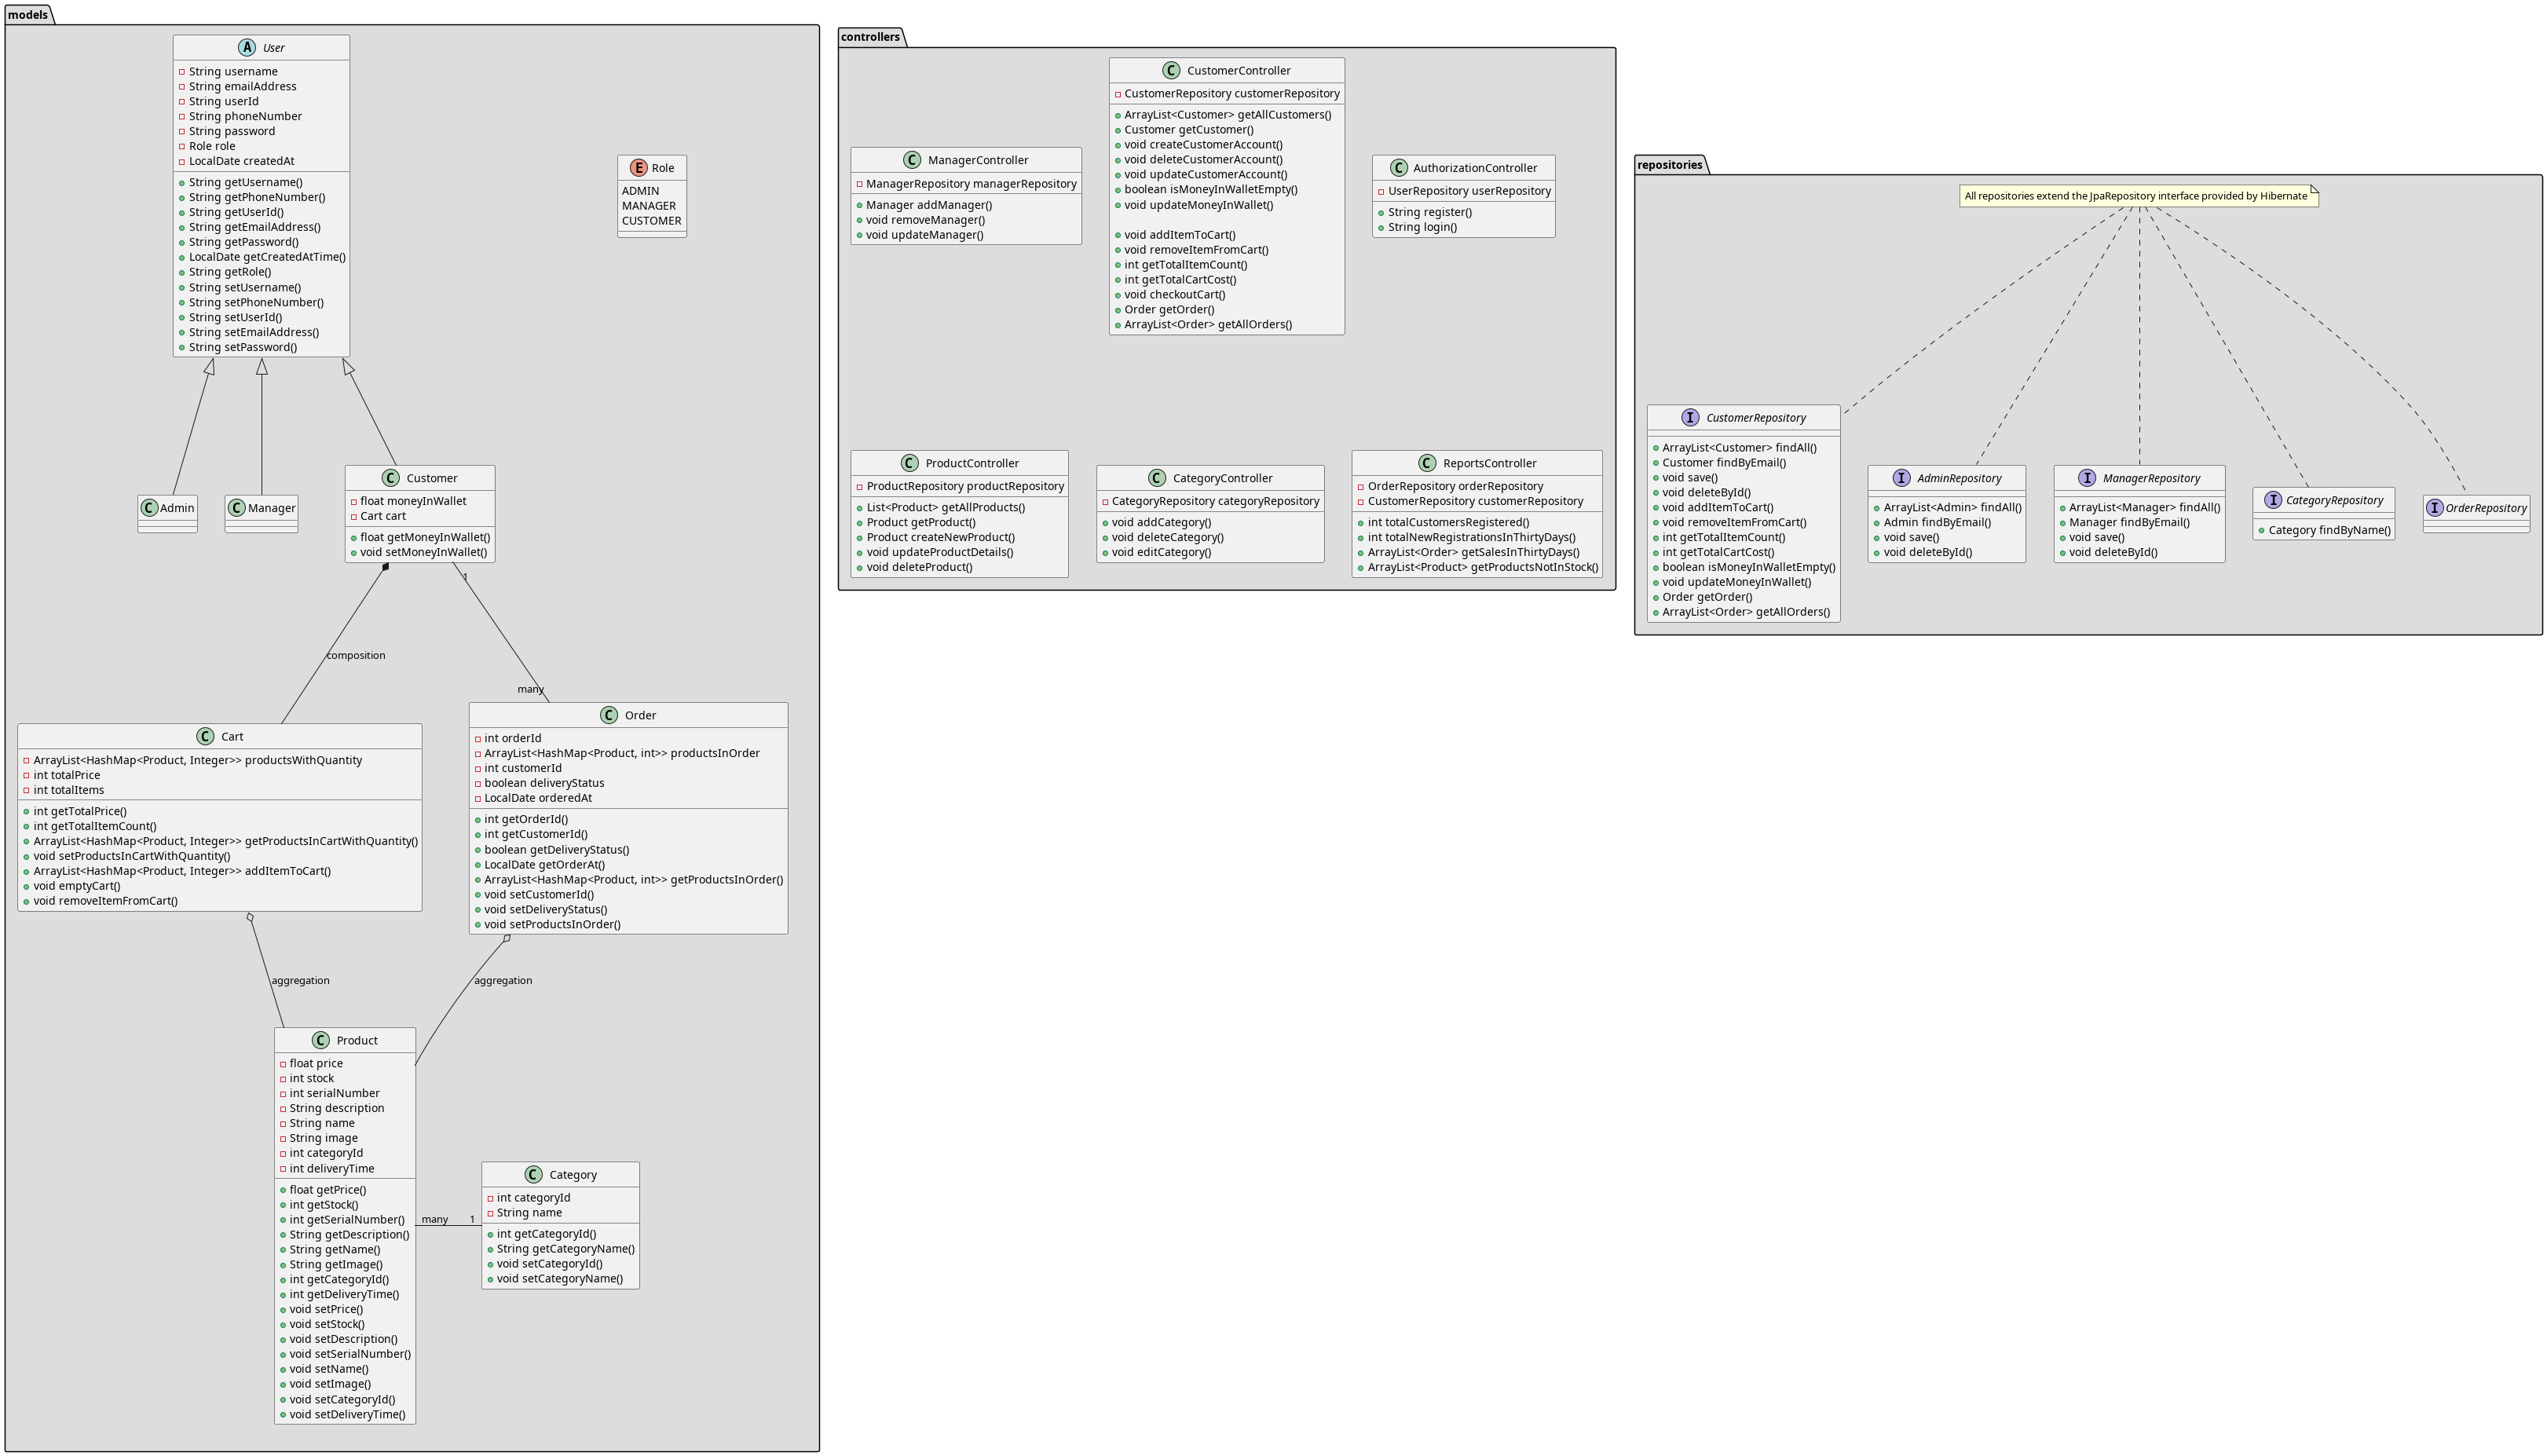 models
User
String username
String emailAddress
String userId
String phoneNumber
String password
Role role
LocalDate createdAt
String getUsername()
String getPhoneNumber()
String getUserId()
String getEmailAddress()
String getPassword()
LocalDate getCreatedAtTime()
String getRole()
String setUsername()
String setPhoneNumber()
String setUserId()
String setEmailAddress()
String setPassword()
Role
ADMIN
MANAGER
CUSTOMER
Admin
Manager
Customer
float moneyInWallet
Cart cart
float getMoneyInWallet()
void setMoneyInWallet()
1
composition
many
Cart
ArrayList<HashMap<Product, Integer>> productsWithQuantity
int totalPrice
int totalItems
int getTotalPrice()
int getTotalItemCount()
ArrayList<HashMap<Product, Integer>> getProductsInCartWithQuantity()
void setProductsInCartWithQuantity()
ArrayList<HashMap<Product, Integer>> addItemToCart()
void emptyCart()
void removeItemFromCart()
Order
int orderId
ArrayList<HashMap<Product, int>> productsInOrder
int customerId
boolean deliveryStatus
LocalDate orderedAt
int getOrderId()
int getCustomerId()
boolean getDeliveryStatus()
LocalDate getOrderAt()
ArrayList<HashMap<Product, int>> getProductsInOrder()
void setCustomerId()
void setDeliveryStatus()
void setProductsInOrder()
aggregation
aggregation
Product
float price
int stock
int serialNumber
String description
String name
String image
int categoryId
int deliveryTime
float getPrice()
int getStock()
int getSerialNumber()
String getDescription()
String getName()
String getImage()
int getCategoryId()
int getDeliveryTime()
void setPrice()
void setStock()
void setDescription()
void setSerialNumber()
void setName()
void setImage()
void setCategoryId()
void setDeliveryTime()
many 1
Category
int categoryId
String name
int getCategoryId()
String getCategoryName()
void setCategoryId()
void setCategoryName()
controllers
ManagerController
ManagerRepository managerRepository
Manager addManager()
void removeManager()
void updateManager()
CustomerController
CustomerRepository customerRepository
ArrayList<Customer> getAllCustomers()
Customer getCustomer()
void createCustomerAccount()
void deleteCustomerAccount()
void updateCustomerAccount()
boolean isMoneyInWalletEmpty()
void updateMoneyInWallet()
void addItemToCart()
void removeItemFromCart()
int getTotalItemCount()
int getTotalCartCost()
void checkoutCart()
Order getOrder()
ArrayList<Order> getAllOrders()
AuthorizationController
UserRepository userRepository
String register()
String login()
ProductController
ProductRepository productRepository
List<Product> getAllProducts()
Product getProduct()
Product createNewProduct()
void updateProductDetails()
void deleteProduct()
CategoryController
CategoryRepository categoryRepository
void addCategory()
void deleteCategory()
void editCategory()
ReportsController
OrderRepository orderRepository
CustomerRepository customerRepository
int totalCustomersRegistered()
int totalNewRegistrationsInThirtyDays()
ArrayList<Order> getSalesInThirtyDays()
ArrayList<Product> getProductsNotInStock()
repositories
All repositories extend the JpaRepository interface provided by Hibernate
CustomerRepository
ArrayList<Customer> findAll()
Customer findByEmail()
void save()
void deleteById()
void addItemToCart()
void removeItemFromCart()
int getTotalItemCount()
int getTotalCartCost()
boolean isMoneyInWalletEmpty()
void updateMoneyInWallet()
Order getOrder()
ArrayList<Order> getAllOrders()
AdminRepository
ArrayList<Admin> findAll()
Admin findByEmail()
void save()
void deleteById()
ManagerRepository
ArrayList<Manager> findAll()
Manager findByEmail()
void save()
void deleteById()
CategoryRepository
Category findByName()
OrderRepository